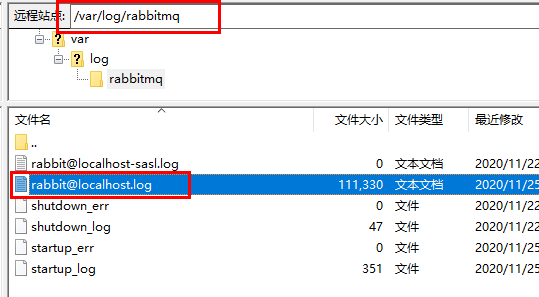 远程站点: /var/log/rabbitmq
var
log
rabbitmq
文件名 文件大小 文件类型 最近修改
..
rabbit@localhost-sasl.log 0 文本文档 2020/11/22
rabbit@localhost.log 111,330 文本文档 2020/11/25
shutdown_err 0 文件 2020/11/22
shutdown_log 47 文件 2020/11/25
startup_err 0 文件 2020/11/25
startup_log 351 文件 2020/11/25